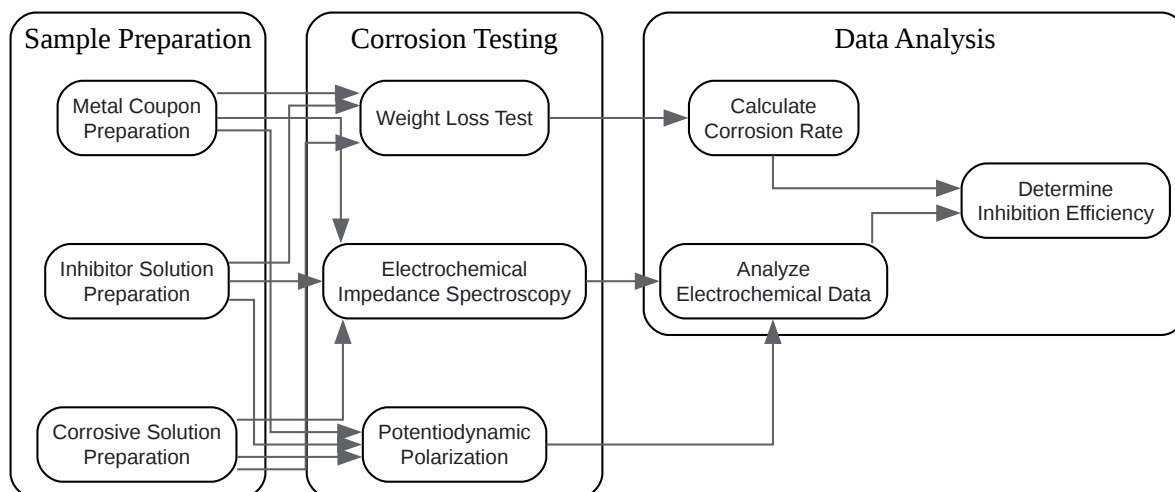 Sample Preparation
Corrosion Testing
Data Analysis
Metal Coupon
Preparation
Weight Loss Test
Calculate
Corrosion Rate
Determine
Inhibition Efficiency
Inhibitor Solution
Preparation
Electrochemical
Impedance Spectroscopy
Analyze
Electrochemical Data
Corrosive Solution
Preparation
Potentiodynamic
Polarization